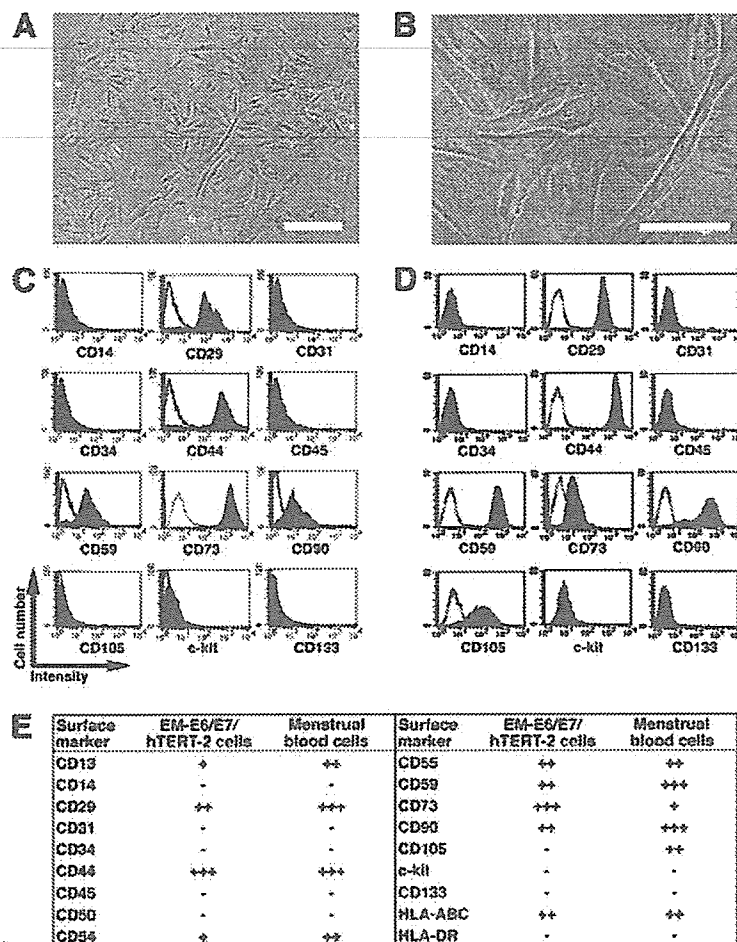 A
B
C
D
CD14 CD29 CD31
CD34 CD44 CD45
CD59 CD73 CD90
CD105 c-kit CD133
Cell number
Intensity
CD14 CD29 CD31
CD34 CD44 CD45
CD59 CD73 CD90
CD105 c-kit CD133
E
Surface marker EM-E6/E7/hTERT-2 cells Menstrual blood cells Surface marker EM-E6/E7/hTERT-2 cells Menstrual blood cells
CD13 + ++ CD55 ++ ++
CD14 - - CD59 ++ +++
CD29 ++ +++ CD73 +++ +
CD31 - - CD90 ++ +++
CD34 - - CD105 - ++
CD44 +++ +++ c-kit - -
CD45 - - CD133 - -
CD50 - - HLA-ABC ++ ++
CD54 + ++ HLA-DR - -